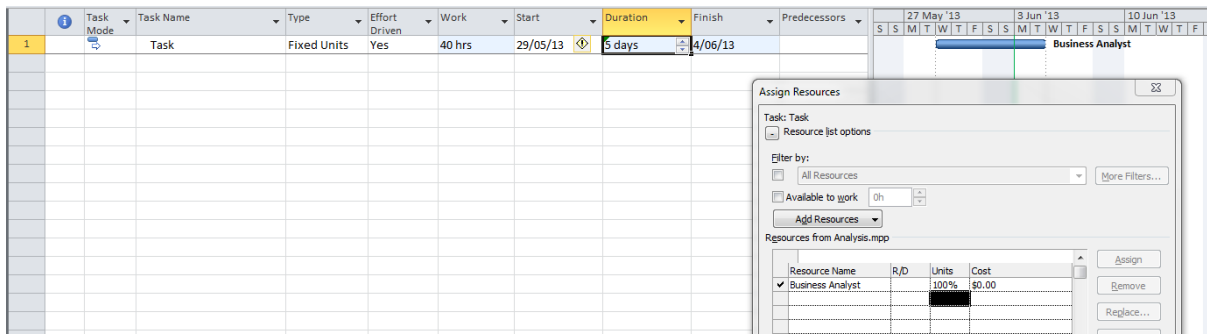 Task Mode Task Name Type Effort Driven Work Start Duration Finish Predecessors 27 May '13 3 Jun '13 10 Jun '13
S S M T W T F S S M T W T F S S M T W T F
1 Task Fixed Units Yes 40 hrs 29/05/13 5 days 4/06/13 Business Analyst
Assign Resources
Task: Task
Resource list options
Filter by:
All Resources More Filters...
Available to work 0h
Add Resources
Resources from Analysis.mpp
Assign
Resource Name R/D Units Cost
Business Analyst 100% $0.00 Remove
Replace...